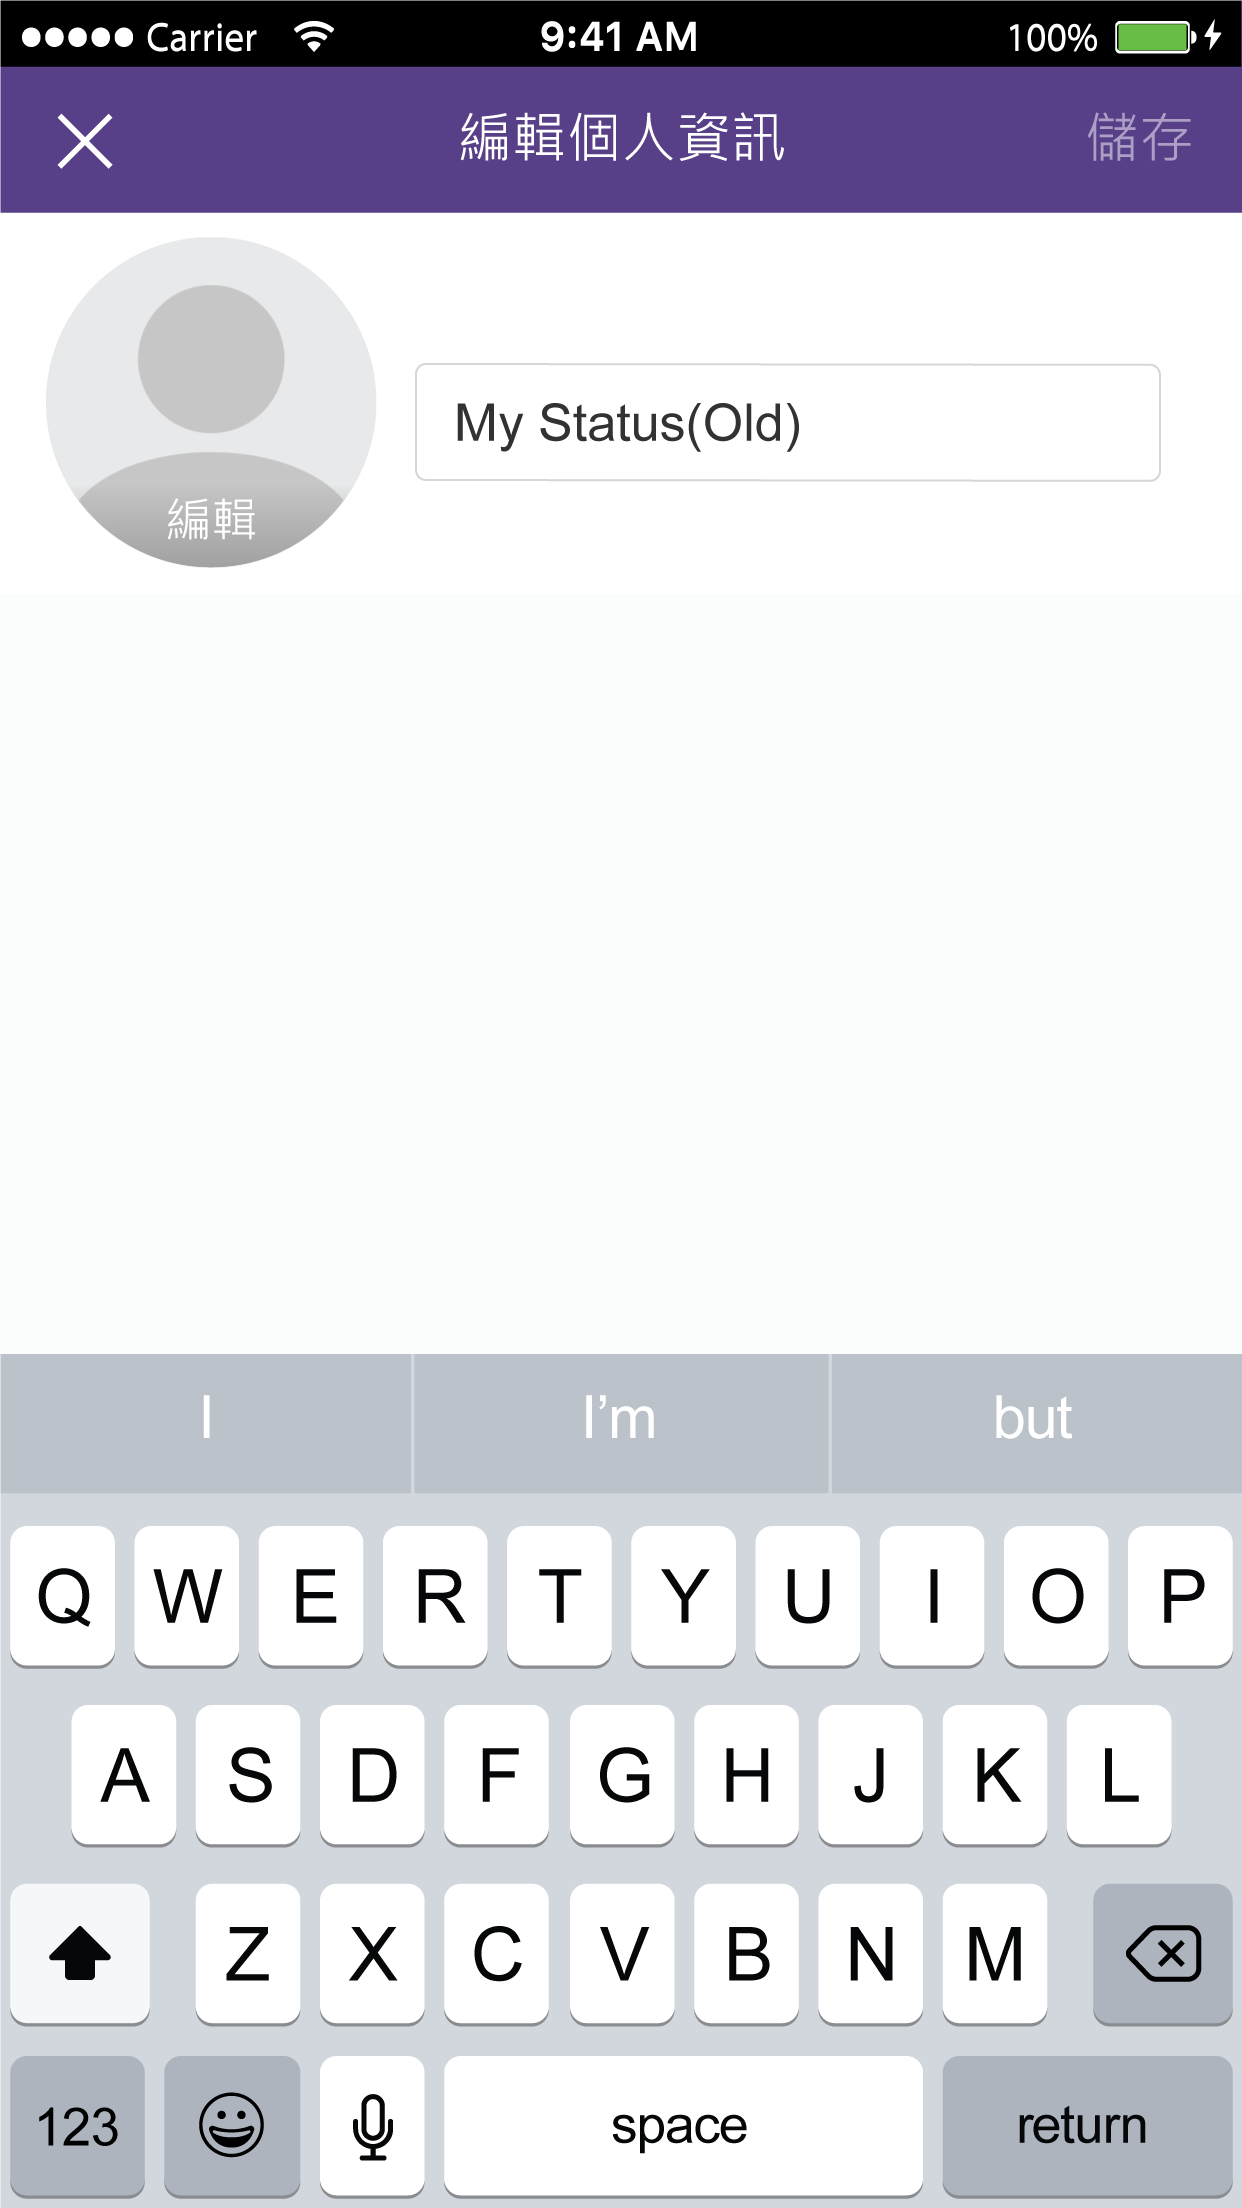 Carrier 9:41 AM 100%
編輯個人資訊 儲存
My Status(Old)
編輯
I I’m but
Q W E R T Y U I O P
A S D F G H J K L
Z X C V B N M
123 space return